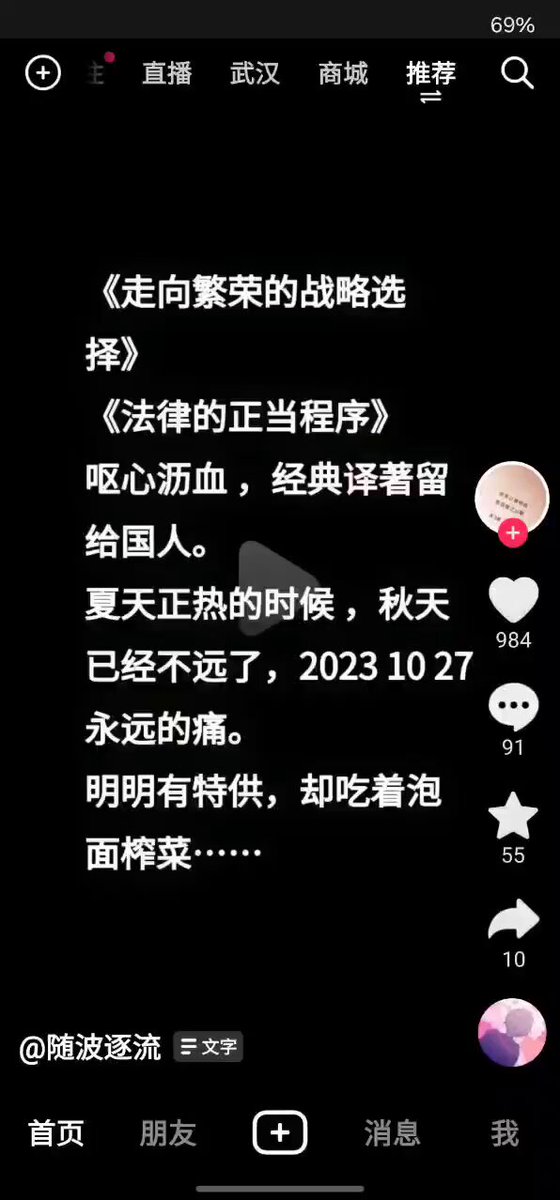 69%
直播 武汉 商城 推荐
《走向繁荣的战略选
择》
《法律的正当程序》
呕心沥血，经典译著留
给国人。
夏天正热的时候，秋天
已经不远了，2023 10 27
永远的痛。
明明有特供，却吃着泡
面榨菜……
984
91
55
10
@随波逐流 文字
首页 朋友 消息 我